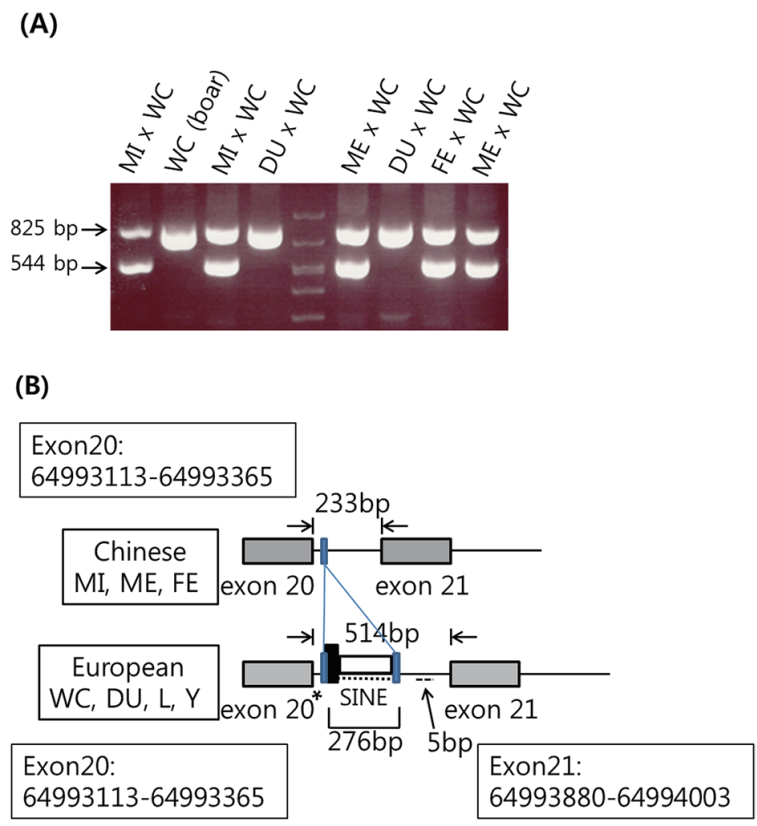 (A)
MI x WC
WC (boar)
MI x WC
DU x WC
ME x WC
DU x WC
FE x WC
ME x WC
825 bp
544 bp
(B)
Exon20:
64993113-64993365
233bp
Chinese
MI, ME, FE
exon 20
exon 21
514bp
European
WC, DU, L, Y
exon 20*
SINE
exon 21
276bp
5bp
Exon20:
64993113-64993365
Exon21:
64993880-64994003